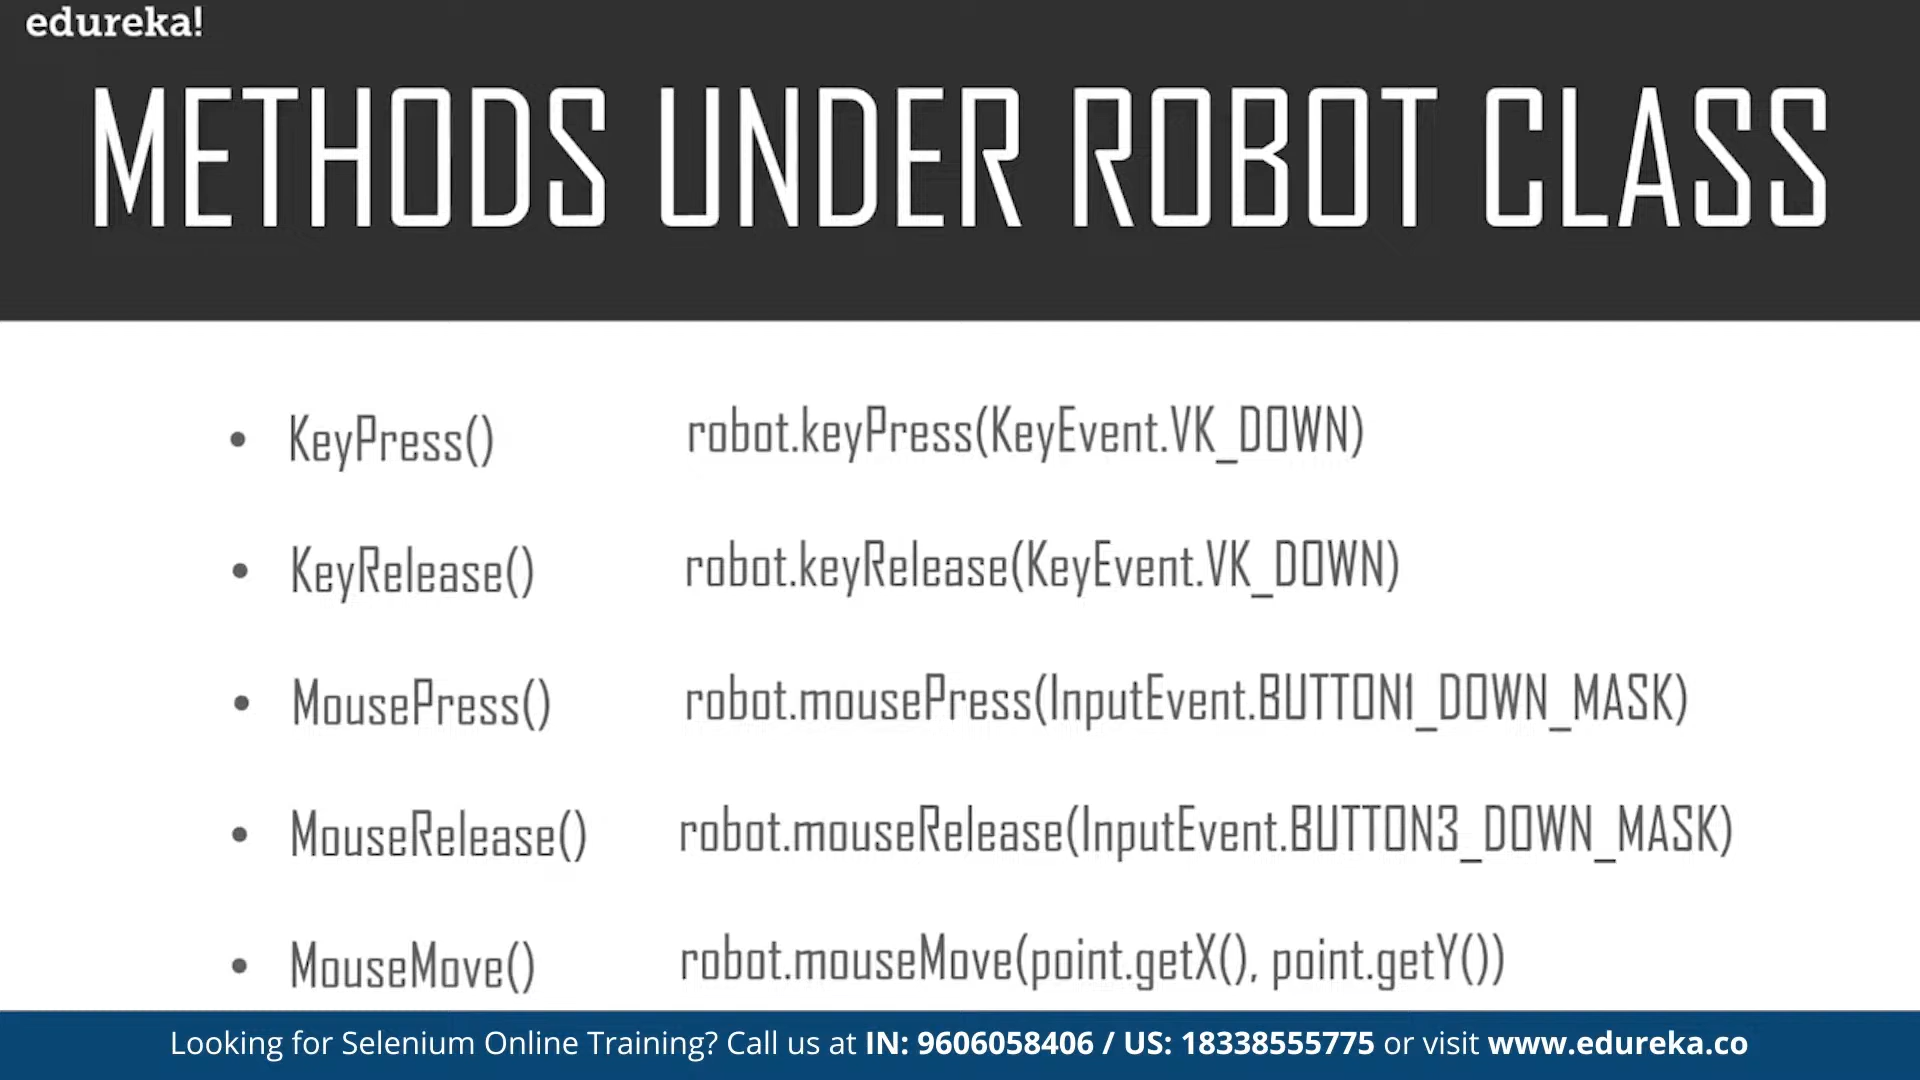 edureka!
METHODS UNDER ROBOT CLASS
• KeyPress() robot.keyPress(KeyEvent.VK_DOWN)
• KeyRelease() robot.keyRelease(KeyEvent.VK_DOWN)
• MousePress() robot.mousePress(InputEvent.BUTTON1_DOWN_MASK)
• MouseRelease() robot.mouseRelease(InputEvent.BUTTON3_DOWN_MASK)
• MouseMove() robot.mouseMove(point.getX(), point.getY())
Looking for Selenium Online Training? Call us at IN: 9606058406 / US: 18338555775 or visit www.edureka.co